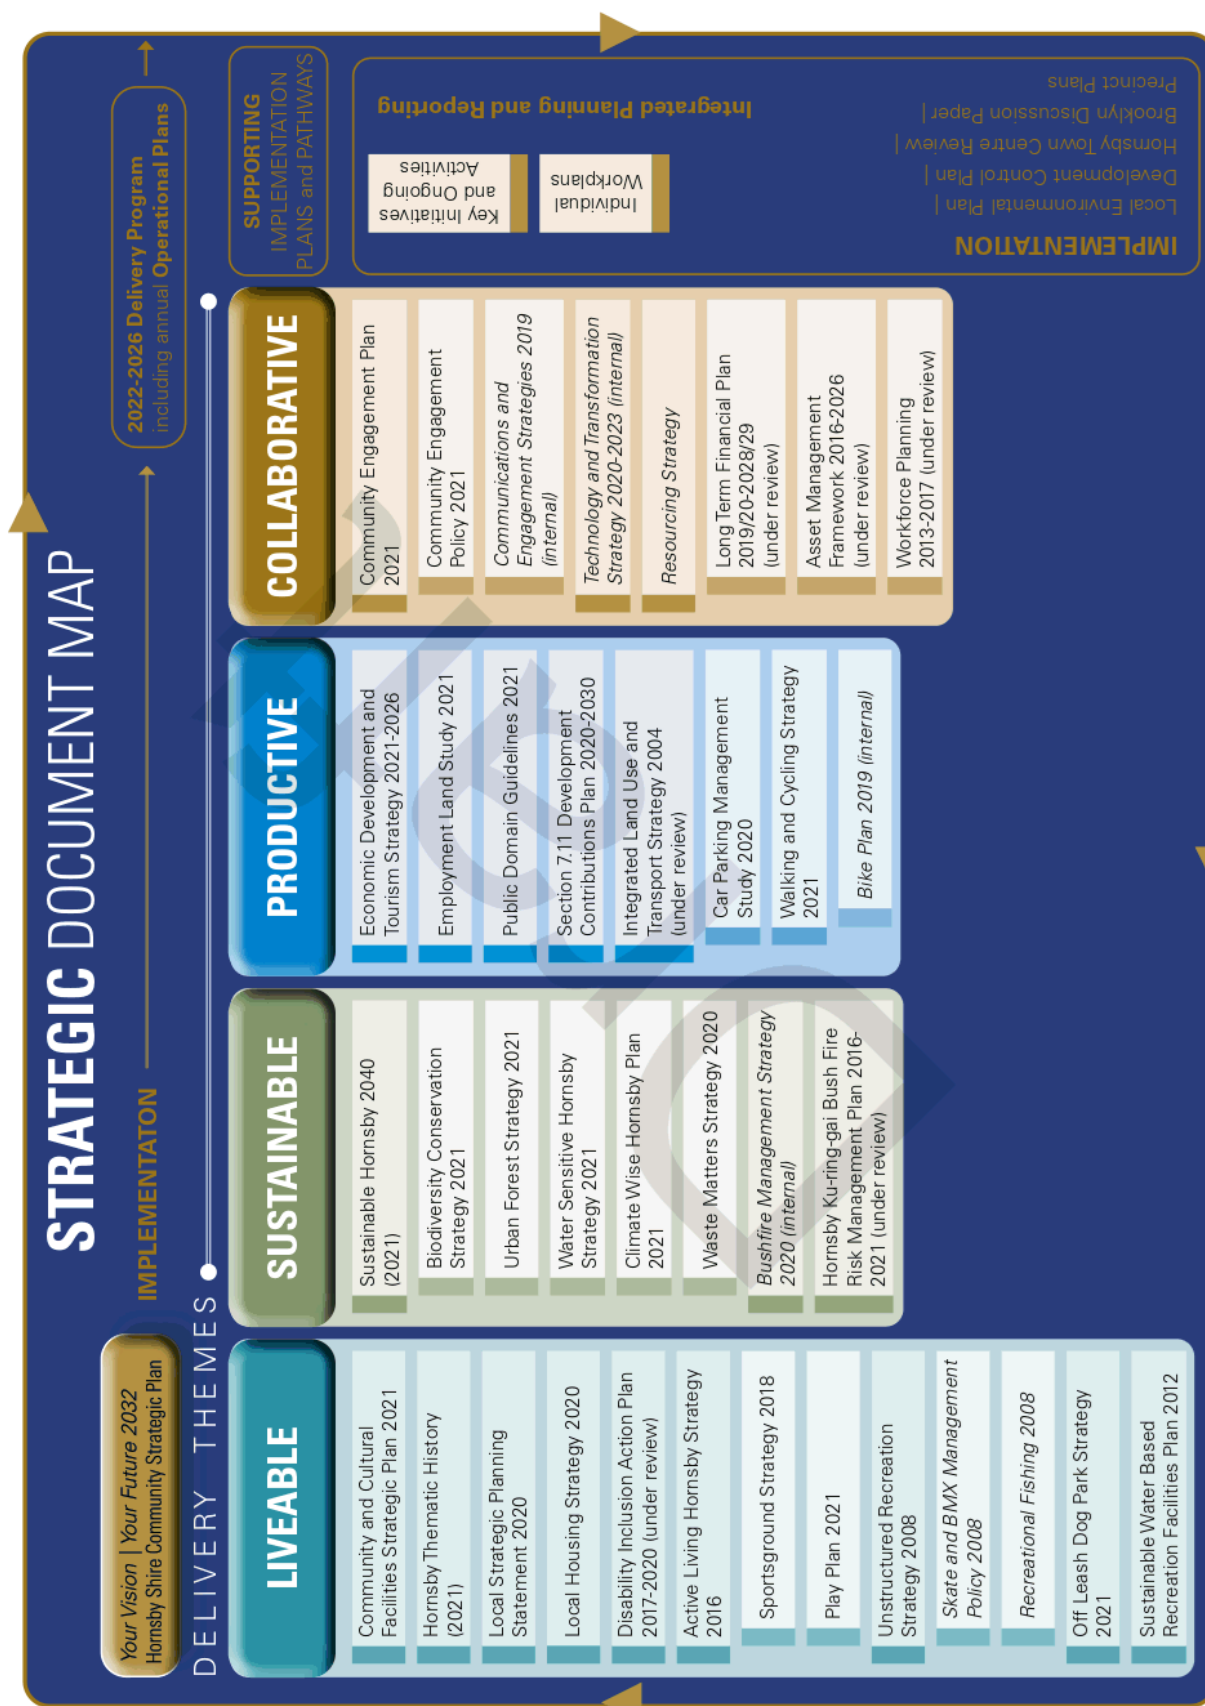 STRATEGIC DOCUMENT MAP
Your Vision | Your Future 2032
Hornsby Shire Community Strategic Plan
IMPLEMENTATON
2022-2026 Delivery Program
including annual Operational Plans
DELIVERY THEMES
LIVEABLE
Community and Cultural
Facilities Strategic Plan 2021
Hornsby Thematic History
(2021)
Local Strategic Planning
Statement 2020
Local Housing Strategy 2020
Disability Inclusion Action Plan
2017-2020 (under review)
Active Living Hornsby Strategy
2016
Sportsground Strategy 2018
Play Plan 2021
Unstructured Recreation
Strategy 2008
Skate and BMX Management
Policy 2008
Recreational Fishing 2008
Off Leash Dog Park Strategy
2021
Sustainable Water Based
Recreation Facilities Plan 2012
SUSTAINABLE
Sustainable Hornsby 2040
(2021)
Biodiversity Conservation
Strategy 2021
Urban Forest Strategy 2021
Water Sensitive Hornsby
Strategy 2021
Climate Wise Hornsby Plan
2021
Waste Matters Strategy 2020
Bushfire Management Strategy
2020 (internal)
Hornsby Ku-ring-gai Bush Fire
Risk Management Plan 2016-
2021 (under review)
PRODUCTIVE
Economic Development and
Tourism Strategy 2021-2026
Employment Land Study 2021
Public Domain Guidelines 2021
Section 7.11 Development
Contributions Plan 2020-2030
Integrated Land Use and
Transport Strategy 2004
(under review)
Car Parking Management
Study 2020
Walking and Cycling Strategy
2021
Bike Plan 2019 (internal)
COLLABORATIVE
Community Engagement Plan
2021
Community Engagement
Policy 2021
Communications and
Engagement Strategies 2019
(internal)
Technology and Transformation
Strategy 2020-2023 (internal)
Resourcing Strategy
Long Term Financial Plan
2019/20-2028/29
(under review)
Asset Management
Framework 2016-2026
(under review)
Workforce Planning
2013-2017 (under review)
SUPPORTING
IMPLEMENTATION
PLANS and PATHWAYS
IMPLEMENTATION
Local Environmental Plan |
Development Control Plan |
Hornsby Town Centre Review |
Brooklyn Discussion Paper |
Precinct Plans
Individual
Workplans
Key Initiatives
and Ongoing
Activities
Integrated Planning and Reporting
Draft